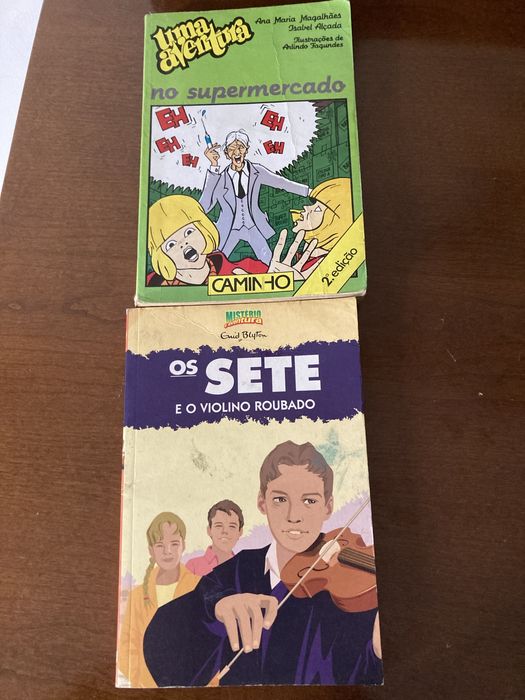 uma
aventura
Ana Maria Magalhães
Isabel Alçada
Ilustrações de
Arlindo Fagundes
no supermercado
EH
EH
EH
EH
EH
2ª edição
CAMINHO
MISTÉRIO
Enid Blyton
OS SETE
E O VIOLINO ROUBADO